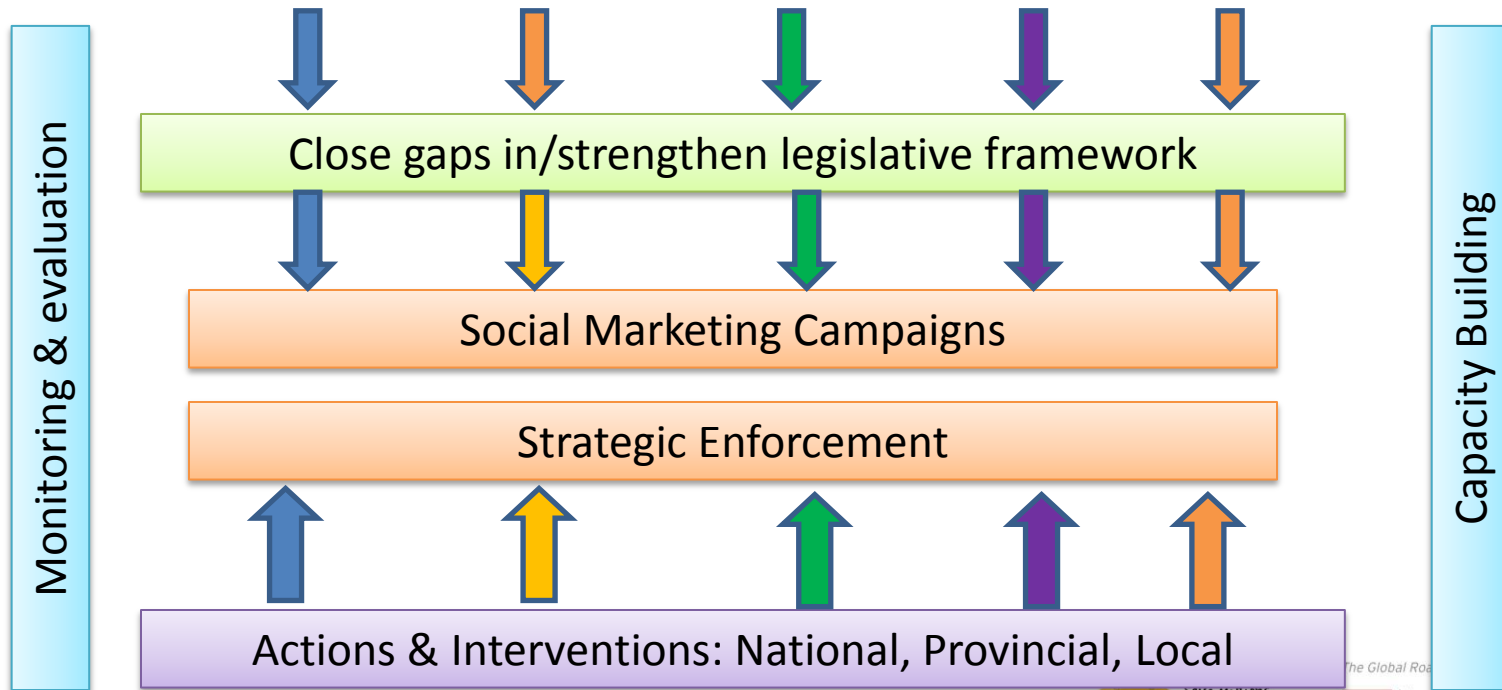 Monitoring & evaluation
Close gaps in/strengthen legislative framework
Social Marketing Campaigns
Strategic Enforcement
Actions & Interventions: National, Provincial, Local
Capacity Building
The Global